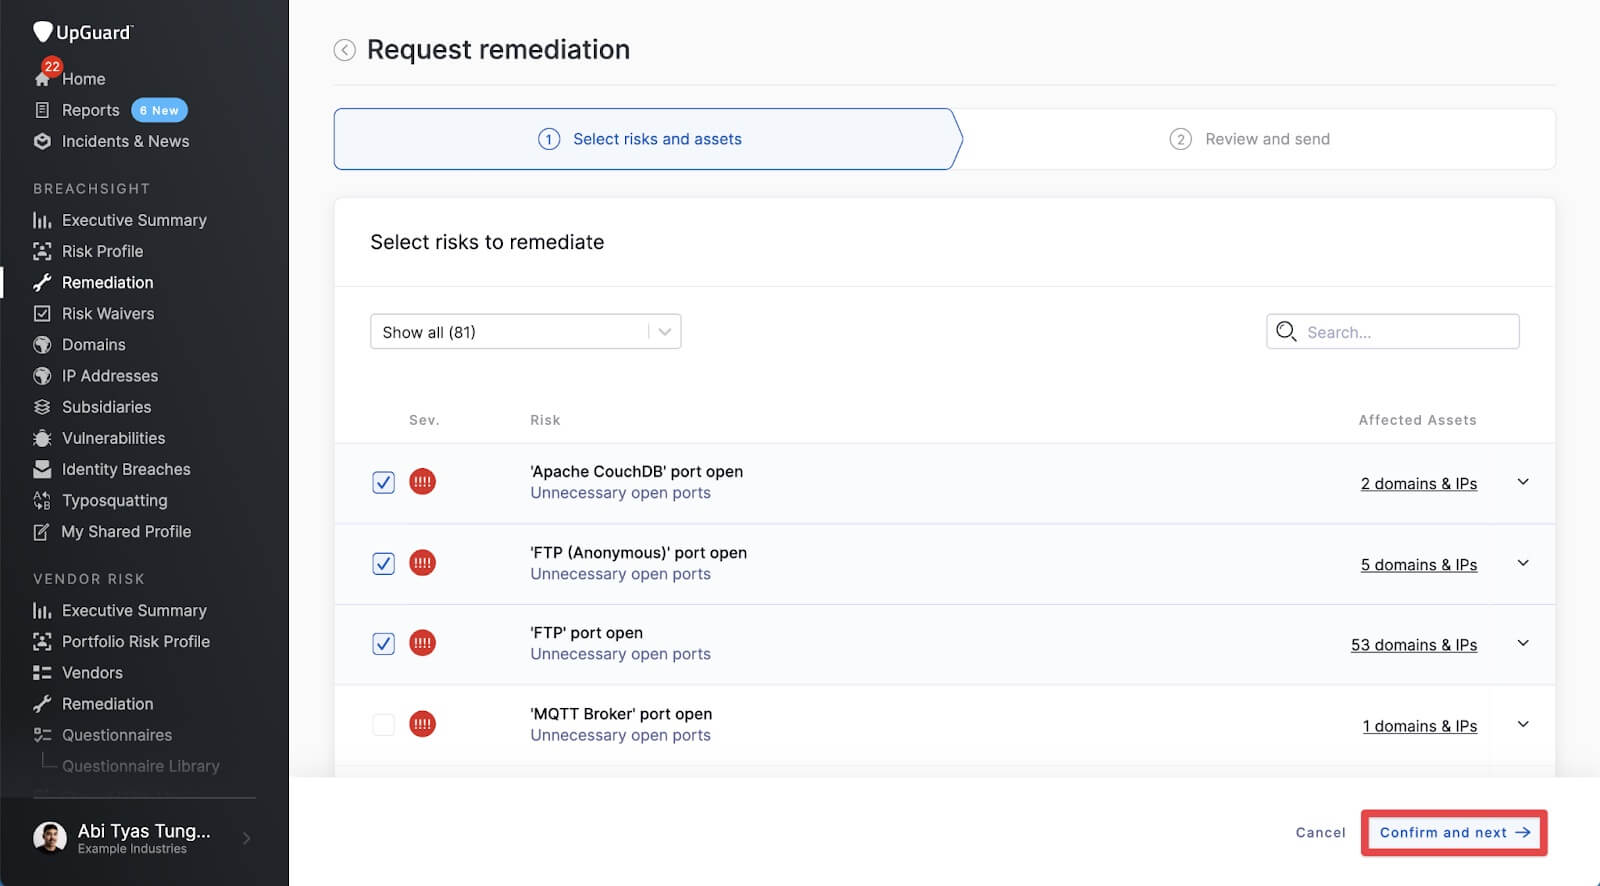 UpGuard™
22
Home
Reports
6 New
Incidents & News
BREACHSIGHT
Executive Summary
Risk Profile
Remediation
Risk Waivers
Domains
IP Addresses
Subsidiaries
Vulnerabilities
Identity Breaches
Typosquatting
My Shared Profile
VENDOR RISK
Executive Summary
Portfolio Risk Profile
Vendors
Remediation
Questionnaires
Questionnaire Library
Abi Tyas Tung...
Example Industries
Request remediation
1 Select risks and assets
2 Review and send
Select risks to remediate
Show all (81)
Search...
Sev. Risk Affected Assets
!!!! 'Apache CouchDB' port open
Unnecessary open ports
2 domains & IPs
!!!! 'FTP (Anonymous)' port open
Unnecessary open ports
5 domains & IPs
!!!! 'FTP' port open
Unnecessary open ports
53 domains & IPs
!!!! 'MQTT Broker' port open
Unnecessary open ports
1 domains & IPs
Cancel
Confirm and next →